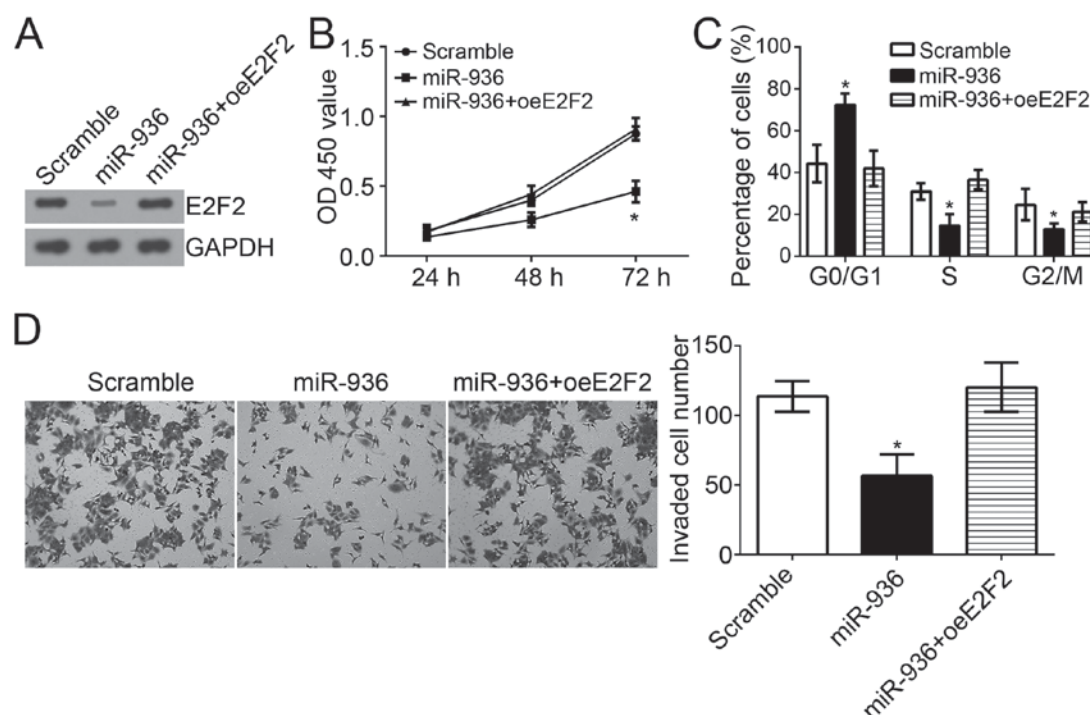 A
Scramble
miR-936
miR-936+oeE2F2
E2F2
GAPDH
B
Scramble
miR-936
miR-936+oeE2F2
OD 450 value
1.5
1.0
0.5
0.0
24 h 48 h 72 h
*
C
Scramble
miR-936
miR-936+oeE2F2
Percentage of cells (%)
100
80
60
40
20
0
* * *
G0/G1 S G2/M
D
Scramble miR-936 miR-936+oeE2F2
Invaded cell number
150
100
50
0
*
Scramble
miR-936
miR-936+oeE2F2